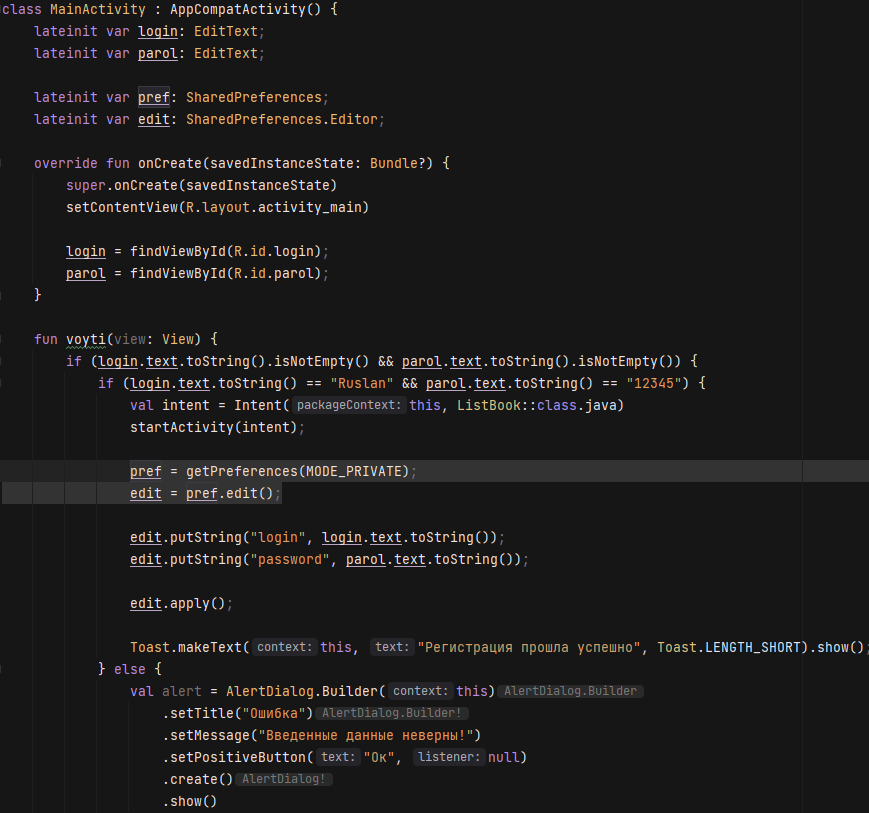 class MainActivity : AppCompatActivity() {
    lateinit var login: EditText;
    lateinit var parol: EditText;

    lateinit var pref: SharedPreferences;
    lateinit var edit: SharedPreferences.Editor;

    override fun onCreate(savedInstanceState: Bundle?) {
        super.onCreate(savedInstanceState)
        setContentView(R.layout.activity_main)

        login = findViewById(R.id.login);
        parol = findViewById(R.id.parol);
    }

    fun voyti(view: View) {
        if (login.text.toString().isNotEmpty() && parol.text.toString().isNotEmpty()) {
            if (login.text.toString() == "Ruslan" && parol.text.toString() == "12345") {
                val intent = Intent( packageContext: this, ListBook::class.java)
                startActivity(intent);

                pref = getPreferences(MODE_PRIVATE);
                edit = pref.edit();

                edit.putString("login", login.text.toString());
                edit.putString("password", parol.text.toString());

                edit.apply();

                Toast.makeText( context: this, text: "Регистрация прошла успешно", Toast.LENGTH_SHORT).show();
            } else {
                val alert = AlertDialog.Builder( context: this) AlertDialog.Builder
                    .setTitle("Ошибка") AlertDialog.Builder!
                    .setMessage("Введенные данные неверны!")
                    .setPositiveButton( text: "Ок", listener: null)
                    .create() AlertDialog!
                    .show()